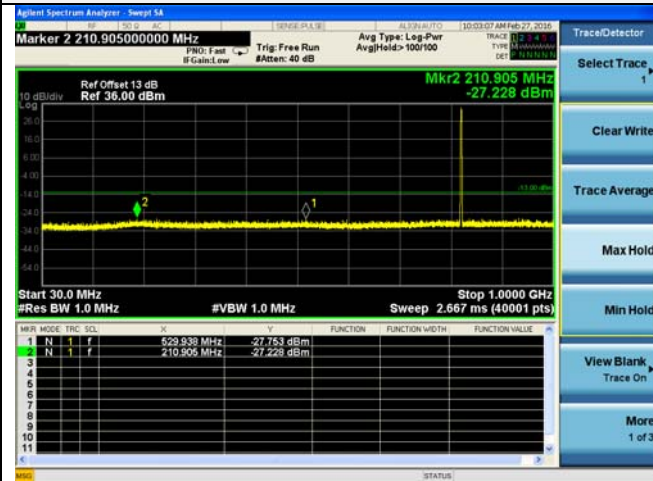 Agilent Spectrum Analyzer - Swept SA
RF 50 Ω AC SENSE:PULSE ALIGN AUTO 10:03:07 AM Feb 27, 2016
Marker 2 210.905000000 MHz
PNO: Fast
IFGain:Low
Trig: Free Run
#Atten: 40 dB
Avg Type: Log-Pwr
Avg|Hold:> 100/100
TRACE 1 2 3 4 5 6
TYPE
DET P N N N N N
Ref Offset 13 dB
Ref 36.00 dBm
10 dB/div
Log
Mkr2 210.905 MHz
-27.228 dBm
26.0
16.0
6.00
-4.00
-14.0
-24.0
-34.0
-44.0
-54.0
-13.00 dBm
2
1
Start 30.0 MHz
Stop 1.0000 GHz
#Res BW 1.0 MHz
#VBW 1.0 MHz
Sweep 2.667 ms (40001 pts)
MKR MODE TRC SCL X Y FUNCTION FUNCTION WIDTH FUNCTION VALUE
1 N 1 f 529.938 MHz -27.753 dBm
2 N 1 f 210.905 MHz -27.228 dBm
3
4
5
6
7
8
9
10
11
MSG
STATUS
Trace/Detector
Select Trace
1
Clear Write
Trace Average
Max Hold
Min Hold
View Blank
Trace On
More
1 of 3